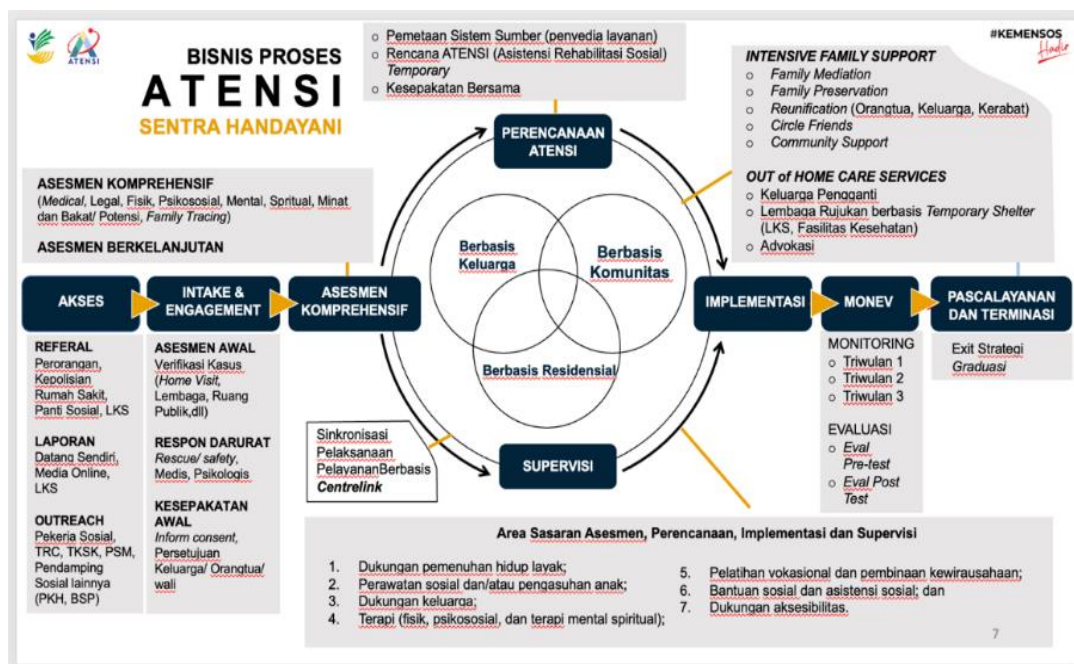 ATENSI
BISNIS PROSES
ATENSI
SENTRA HANDAYANI
o Pemetaan Sistem Sumber (penyedia layanan)
o Rencana ATENSI (Asistensi Rehabilitasi Sosial)
Temporary
o Kesepakatan Bersama
#KEMENSOS
Hadir
INTENSIVE FAMILY SUPPORT
o Family Mediation
o Family Preservation
o Reunification (Orangtua, Keluarga, Kerabat)
o Circle Friends
o Community Support
OUT of HOME CARE SERVICES
o Keluarga Pengganti
o Lembaga Rujukan berbasis Temporary Shelter
(LKS, Fasilitas Kesehatan)
o Advokasi
PERENCANAAN
ATENSI
ASESMEN KOMPREHENSIF
(Medical, Legal, Fisik, Psikososial, Mental, Spritual, Minat
dan Bakat/ Potensi, Family Tracing)
ASESMEN BERKELANJUTAN
Berbasis
Keluarga
Berbasis
Komunitas
Berbasis Residensial
AKSES
INTAKE &
ENGAGEMENT
ASESMEN
KOMPREHENSIF
IMPLEMENTASI
MONEV
PASCALAYANAN
DAN TERMINASI
REFERAL
Perorangan,
Kepolisian
Rumah Sakit,
Panti Sosial, LKS
LAPORAN
Datang Sendiri,
Media Online,
LKS
OUTREACH
Pekerja Sosial,
TRC, TKSK, PSM,
Pendamping
Sosial lainnya
(PKH, BSP)
ASESMEN AWAL
Verifikasi Kasus
(Home Visit,
Lembaga, Ruang
Publik,dll)
RESPON DARURAT
Rescue/ safety,
Medis, Psikologis
KESEPAKATAN
AWAL
Inform consent,
Persetujuan
Keluarga/ Orangtua/
wali
Sinkronisasi
Pelaksanaan
PelayananBerbasis
Centrelink
SUPERVISI
MONITORING
o Triwulan 1
o Triwulan 2
o Triwulan 3
EVALUASI
o Eval
Pre-test
o Eval Post
Test
Exit Strategi
Graduasi
Area Sasaran Asesmen, Perencanaan, Implementasi dan Supervisi
1. Dukungan pemenuhan hidup layak;
2. Perawatan sosial dan/atau pengasuhan anak;
3. Dukungan keluarga;
4. Terapi (fisik, psikososial, dan terapi mental spiritual);
5. Pelatihan vokasional dan pembinaan kewirausahaan;
6. Bantuan sosial dan asistensi sosial; dan
7. Dukungan aksesibilitas.
7